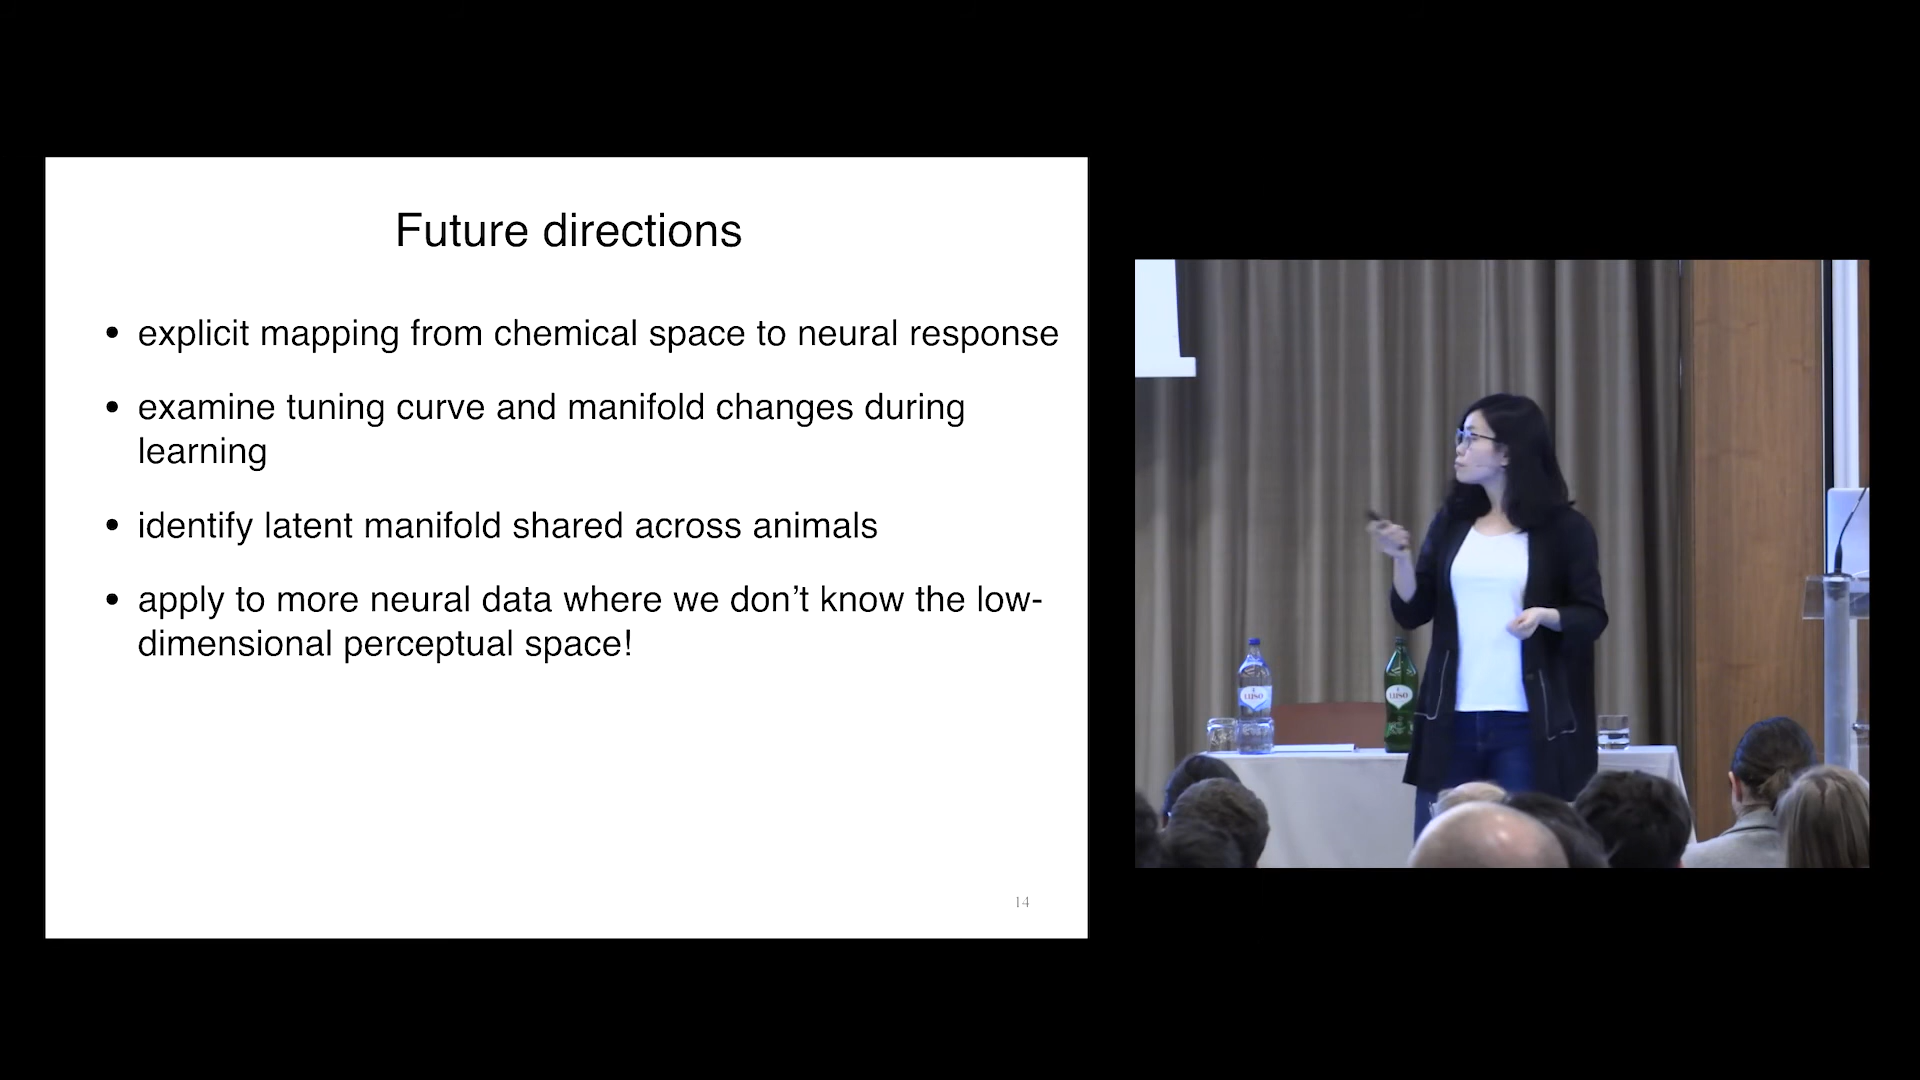 Future directions
• explicit mapping from chemical space to neural response
• examine tuning curve and manifold changes during
learning
• identify latent manifold shared across animals
• apply to more neural data where we don’t know the low-
dimensional perceptual space!
14
LUSO
LUSO